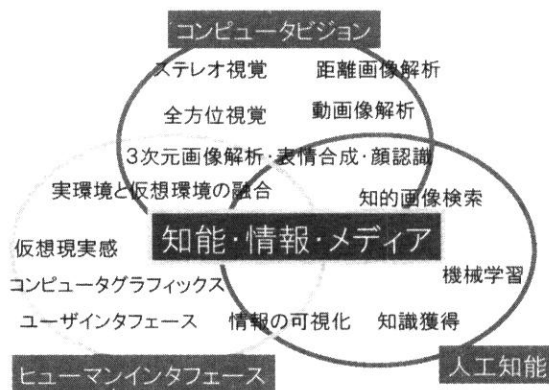 コンピュータビジョン
ステレオ視覚 距離画像解析
全方位視覚 動画像解析
3次元画像解析・表情合成・顔認識
実環境と仮想環境の融合 知的画像検索
知能・情報・メディア
仮想現実感
機械学習
コンピュータグラフィックス
ユーザインタフェース 情報の可視化 知識獲得
ヒューマンインタフェース 人工知能